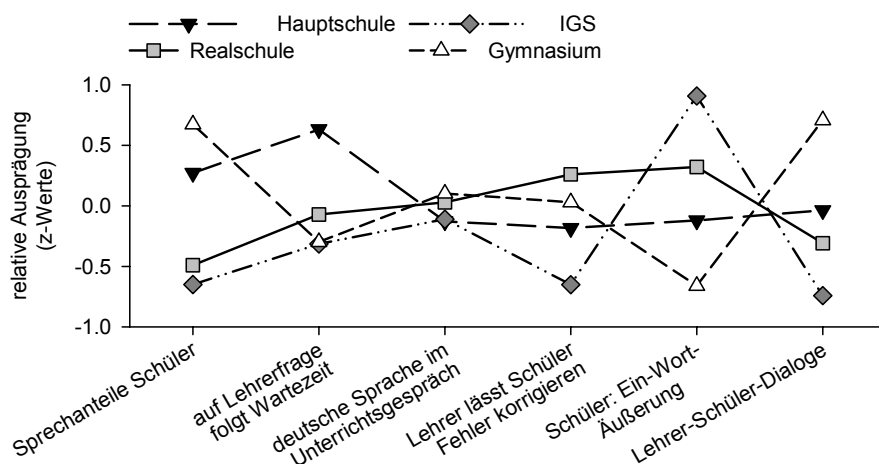 Hauptschule IGS
Realschule Gymnasium
relative Ausprägung
(z-Werte)
1.0
0.5
0.0
-0.5
-1.0
Sprechanteile Schüler
auf Lehrerfrage
folgt Wartezeit
deutsche Sprache im
Unterrichtsgespräch
Lehrer lässt Schüler
Fehler korrigieren
Schüler: Ein-Wort-
Äußerung
Lehrer-Schüler-Dialoge